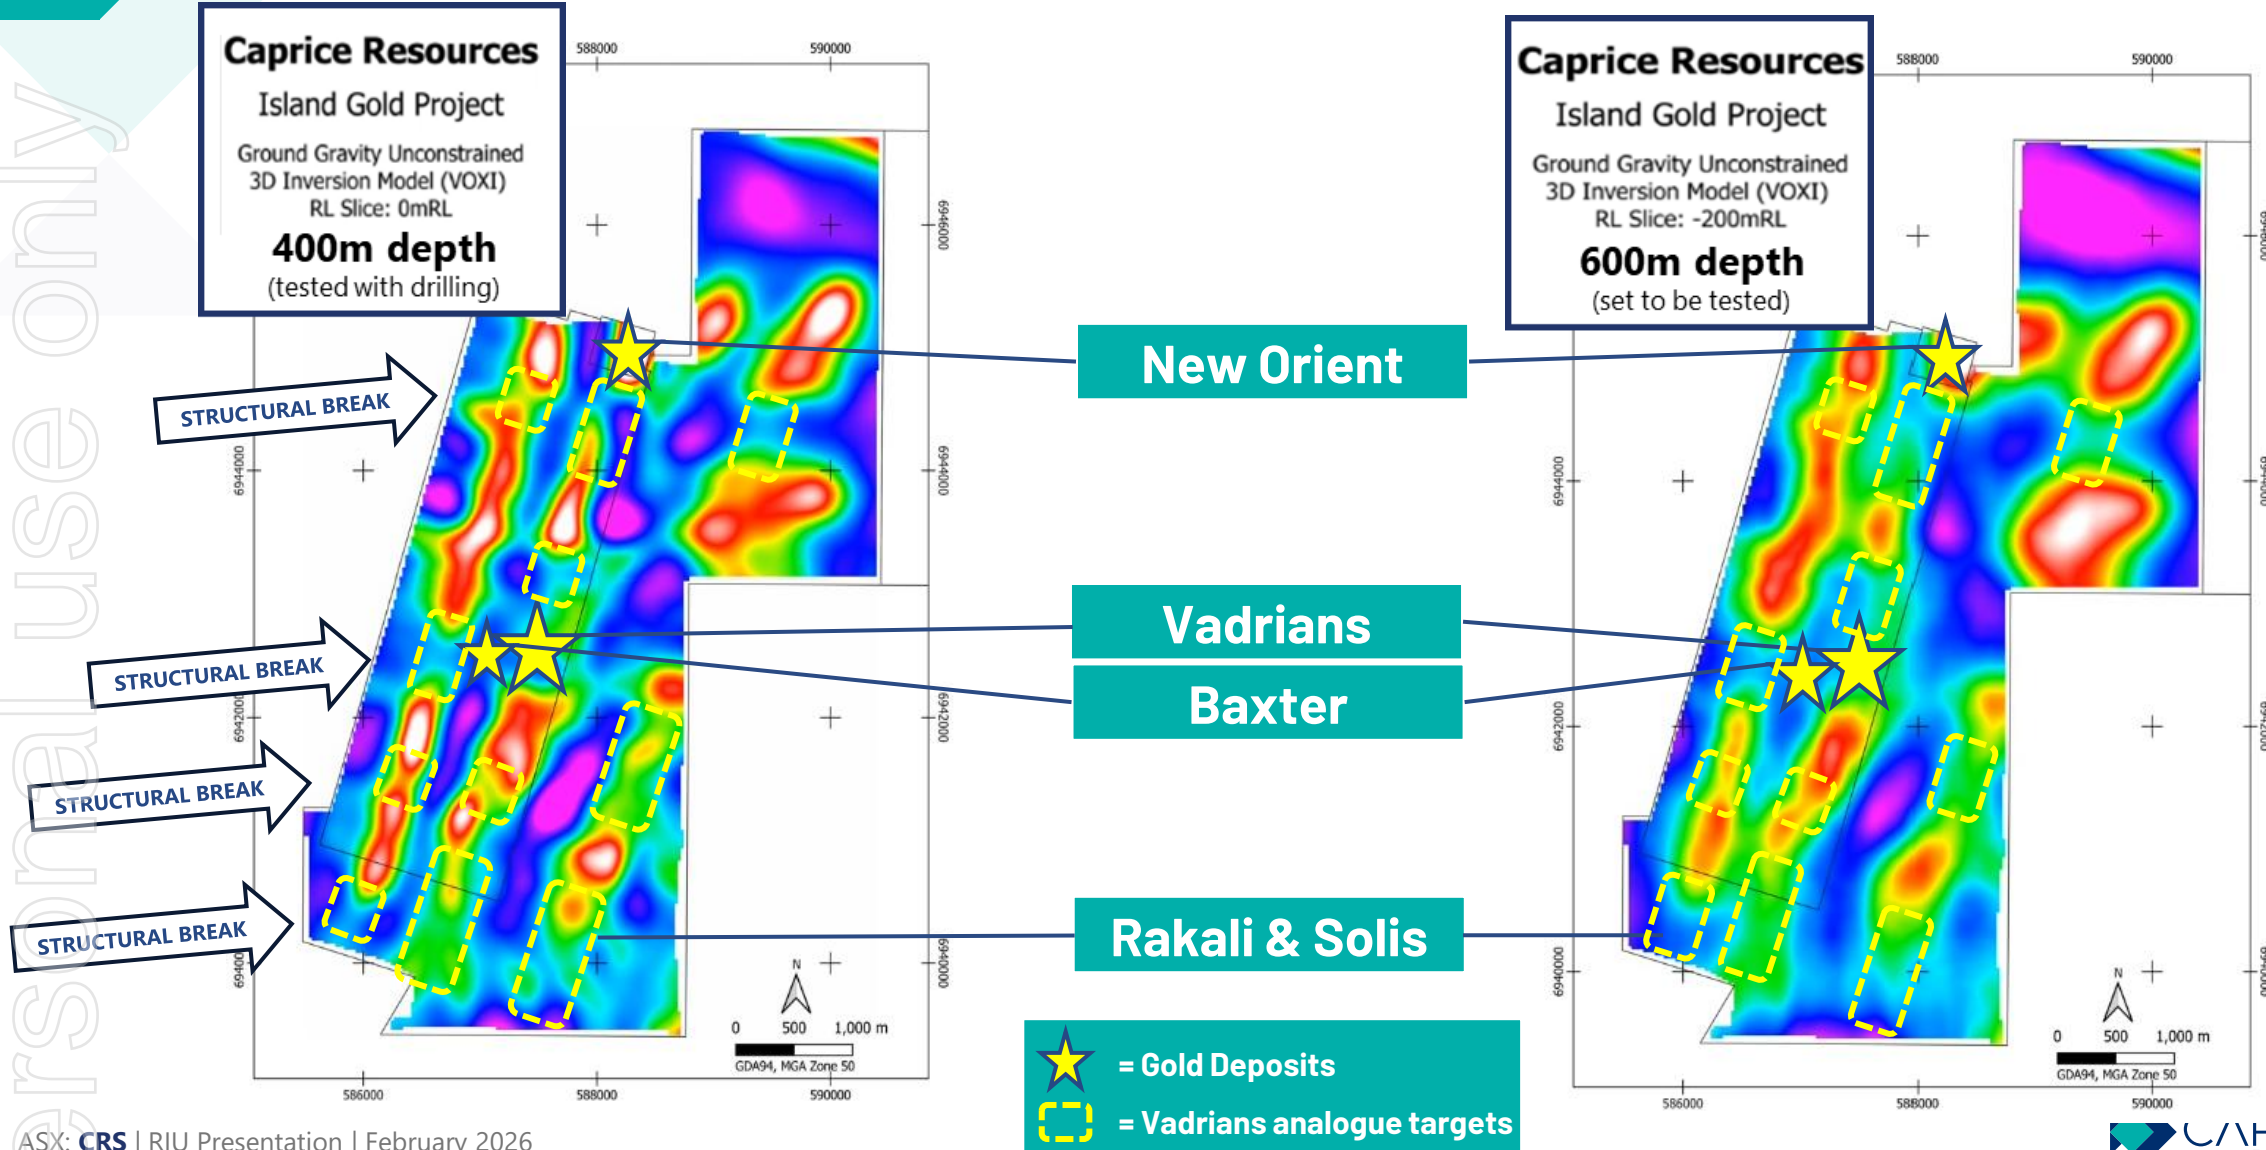 ersonal use only
Caprice Resources
Island Gold Project
Ground Gravity Unconstrained
3D Inversion Model (VOXI)
RL Slice: 0mRL
400m depth
(tested with drilling)
588000
590000
6946000
6944000
6944000
6942000
6942000
69400
6940000
586000
588000
590000
N
0 500 1,000 m
GDA94, MGA Zone 50
STRUCTURAL BREAK
STRUCTURAL BREAK
STRUCTURAL BREAK
STRUCTURAL BREAK
New Orient
Vadrians
Baxter
Rakali & Solis
= Gold Deposits
= Vadrians analogue targets
Caprice Resources
Island Gold Project
Ground Gravity Unconstrained
3D Inversion Model (VOXI)
RL Slice: -200mRL
600m depth
(set to be tested)
588000
590000
6944000
6942000
6940000
586000
588000
590000
N
0 500 1,000 m
GDA94, MGA Zone 50
ASX: CRS | RIU Presentation | February 2026